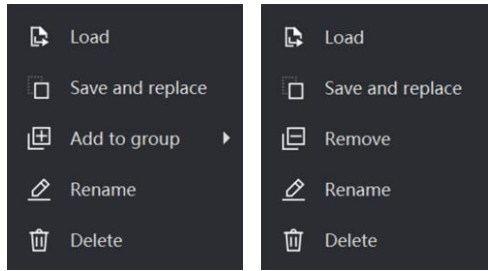 Load
Save and replace
Add to group
Rename
Delete
Load
Save and replace
Remove
Rename
Delete